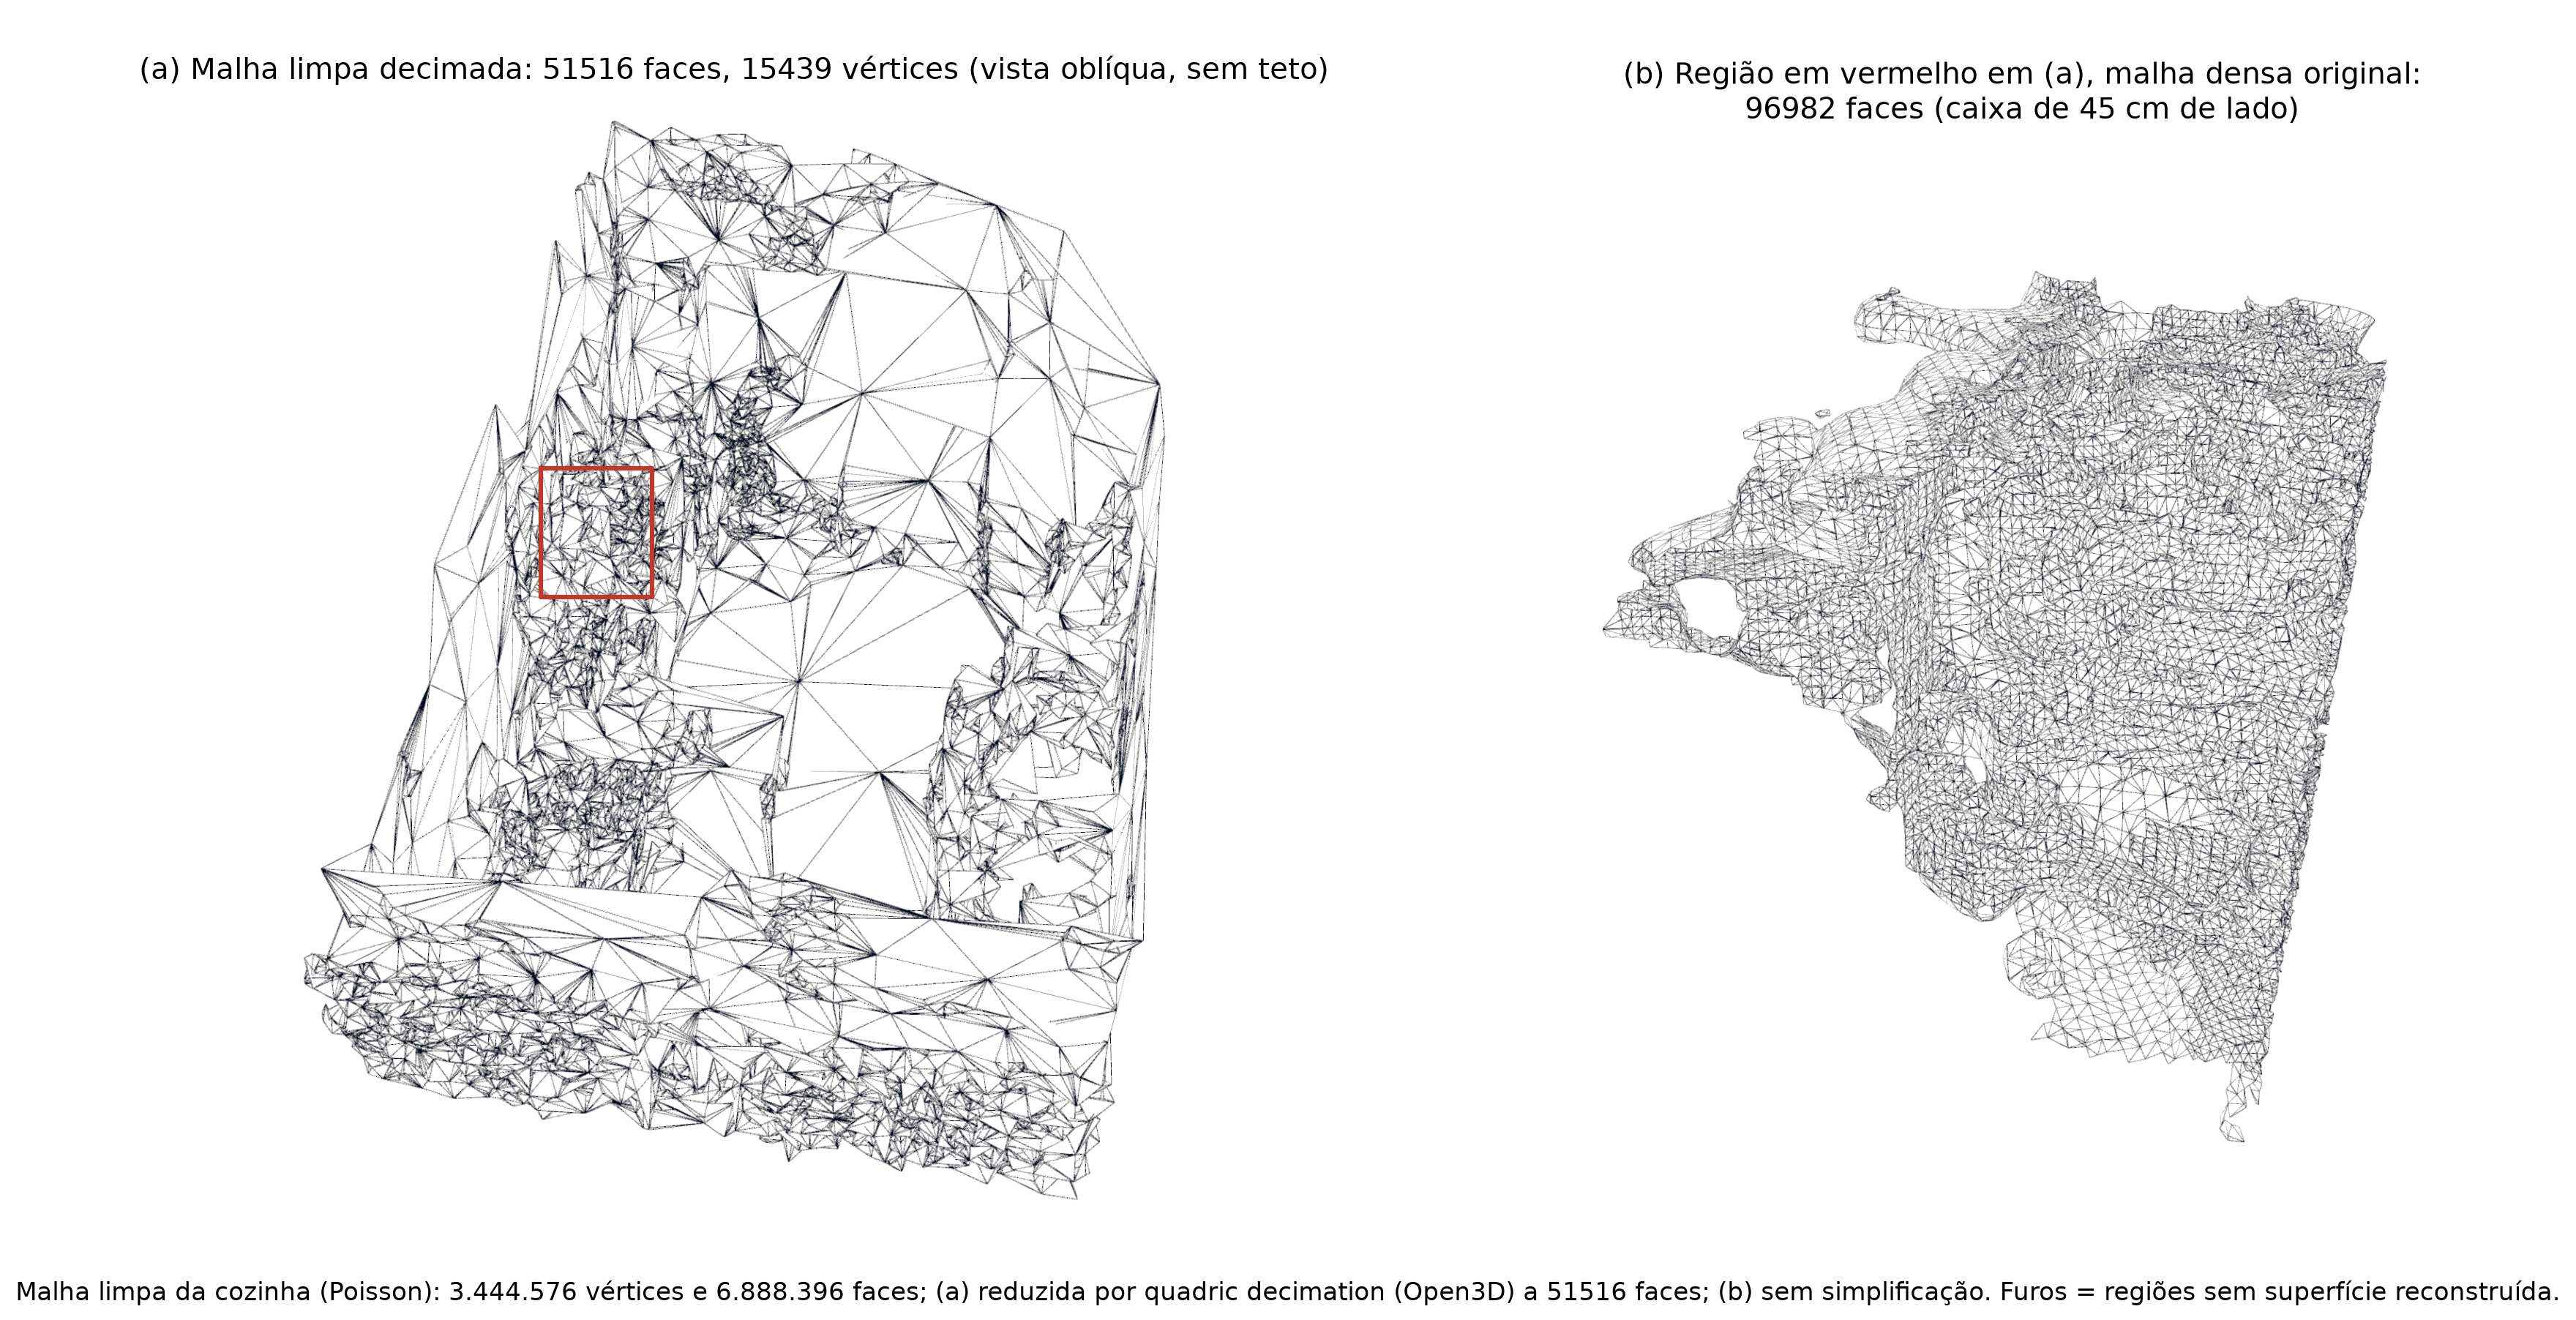 (a) Malha limpa decimada: 51516 faces, 15439 vértices (vista oblíqua, sem teto)
(b) Região em vermelho em (a), malha densa original:
96982 faces (caixa de 45 cm de lado)
Malha limpa da cozinha (Poisson): 3.444.576 vértices e 6.888.396 faces; (a) reduzida por quadric decimation (Open3D) a 51516 faces; (b) sem simplificação. Furos = regiões sem superfície reconstruída.